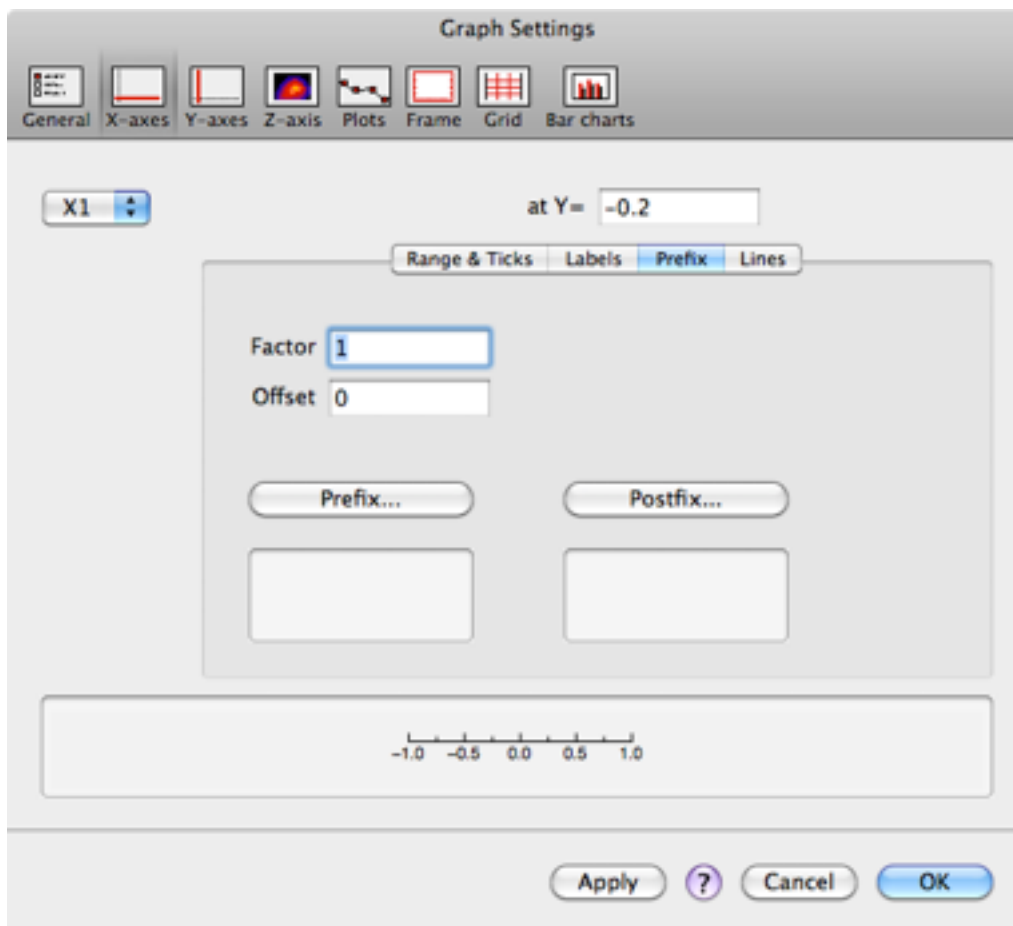 Graph Settings
General X-axes Y-axes Z-axis Plots Frame Grid Bar charts
X1 at Y= -0.2
Range & Ticks Labels Prefix Lines
Factor 1
Offset 0
Prefix... Postfix...
-1.0 -0.5 0.0 0.5 1.0
Apply ? Cancel OK